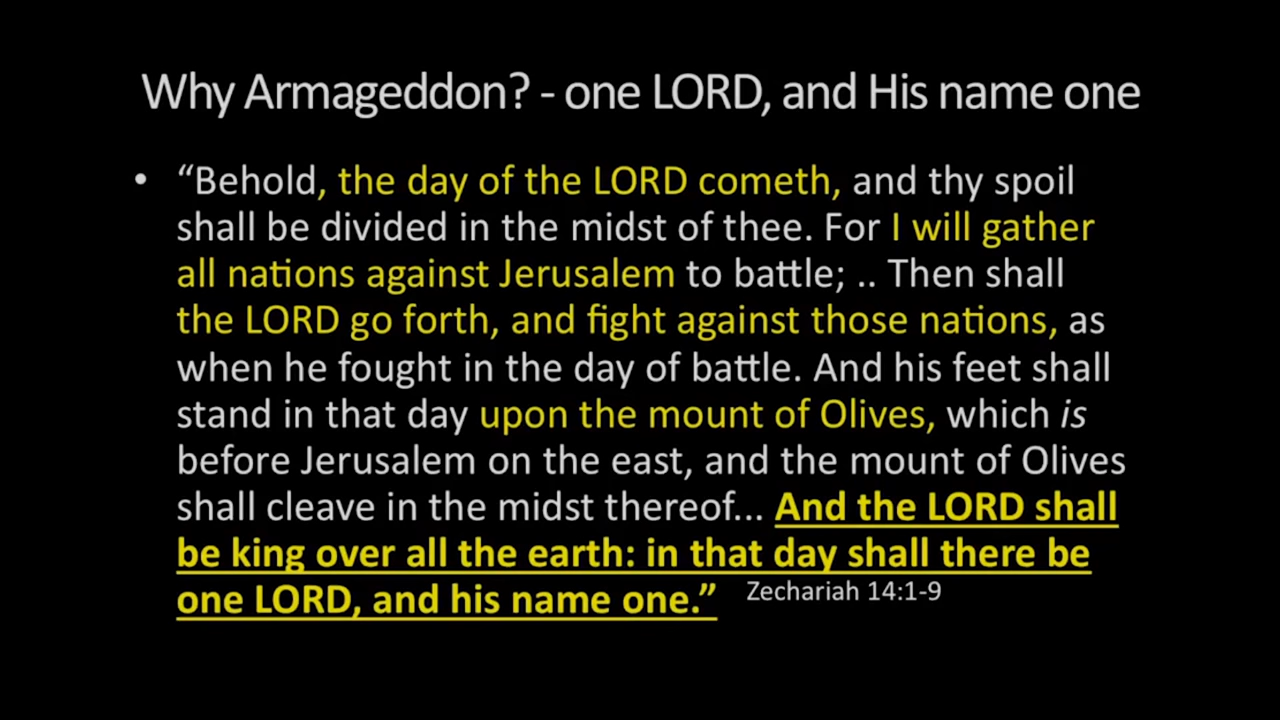 Why Armageddon? - one LORD, and His name one
• “Behold, the day of the LORD cometh, and thy spoil
shall be divided in the midst of thee. For I will gather
all nations against Jerusalem to battle; .. Then shall
the LORD go forth, and fight against those nations, as
when he fought in the day of battle. And his feet shall
stand in that day upon the mount of Olives, which is
before Jerusalem on the east, and the mount of Olives
shall cleave in the midst thereof... And the LORD shall
be king over all the earth: in that day shall there be
one LORD, and his name one.” Zechariah 14:1-9